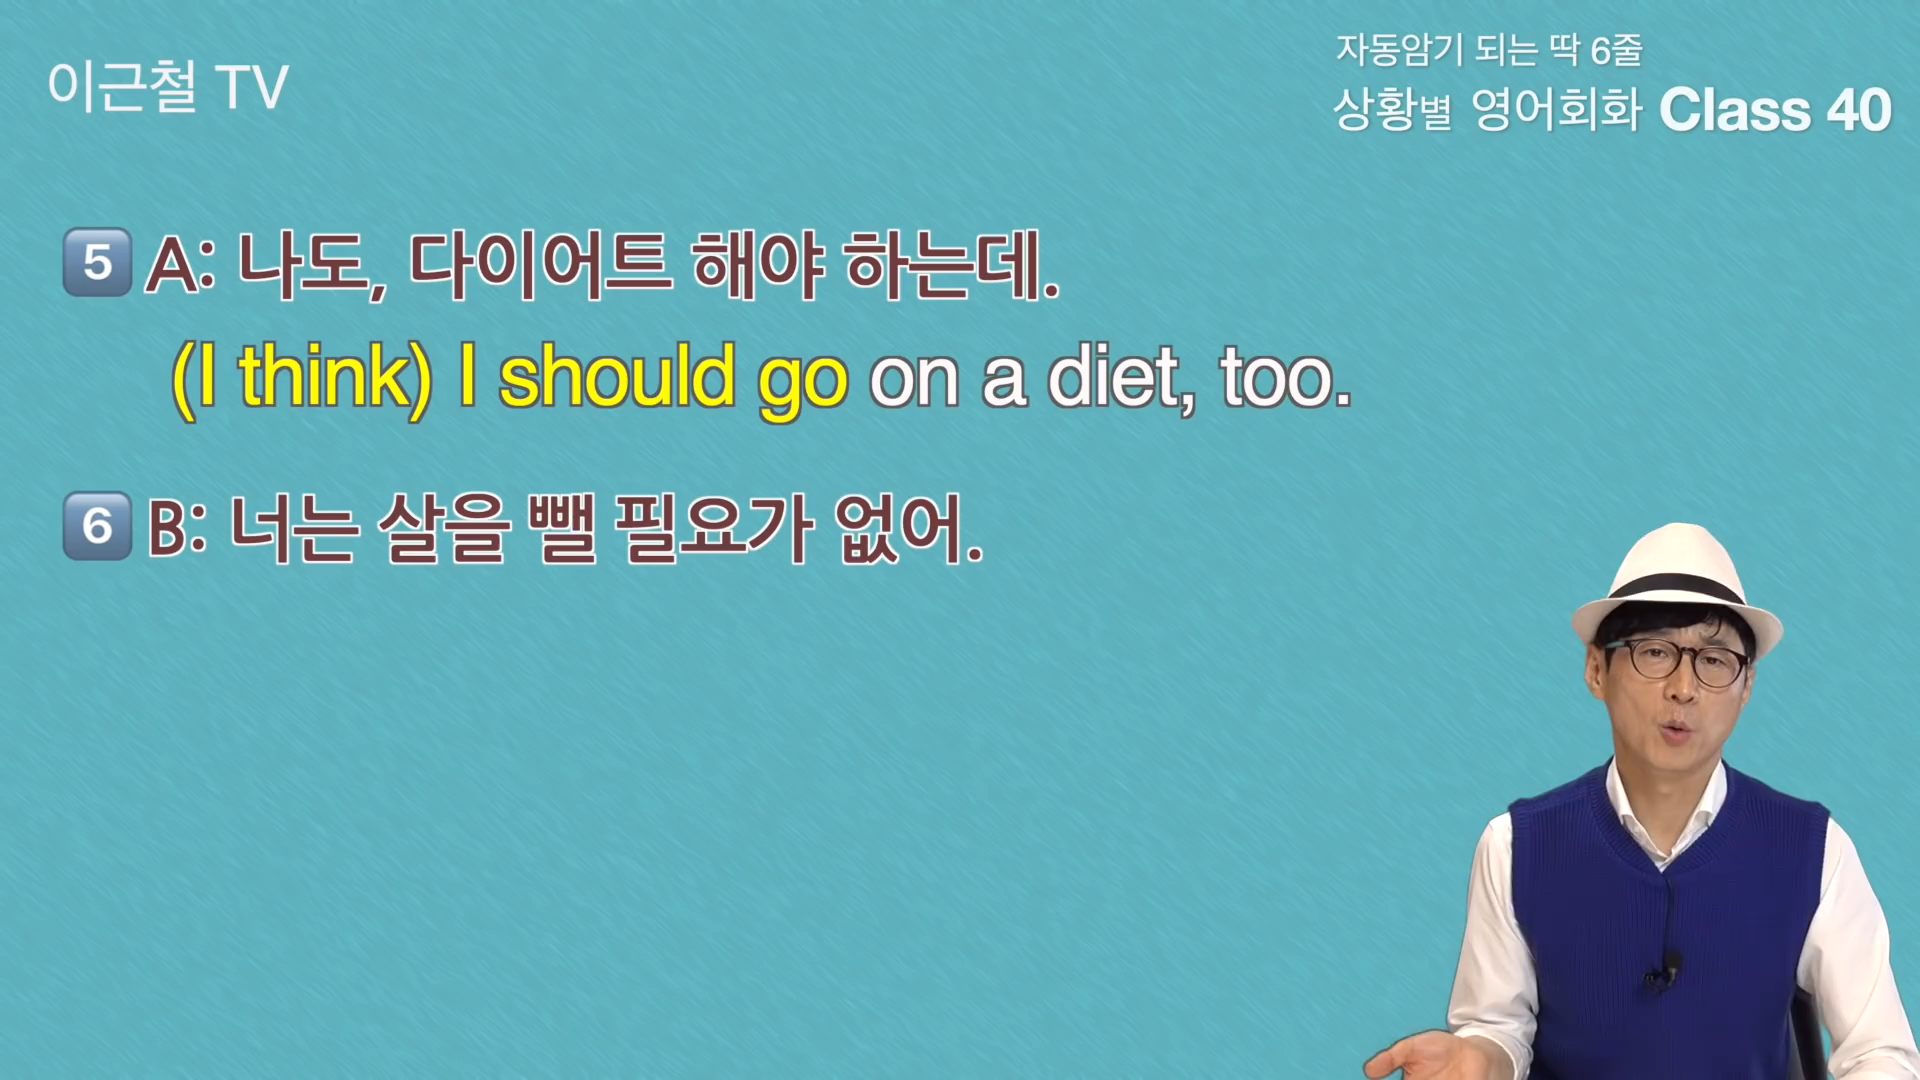 이근철 TV
자동암기 되는 딱 6줄
상황별 영어회화 Class 40
5 A: 나도, 다이어트 해야 하는데.
(I think) I should go on a diet, too.
6 B: 너는 살을 뺄 필요가 없어.